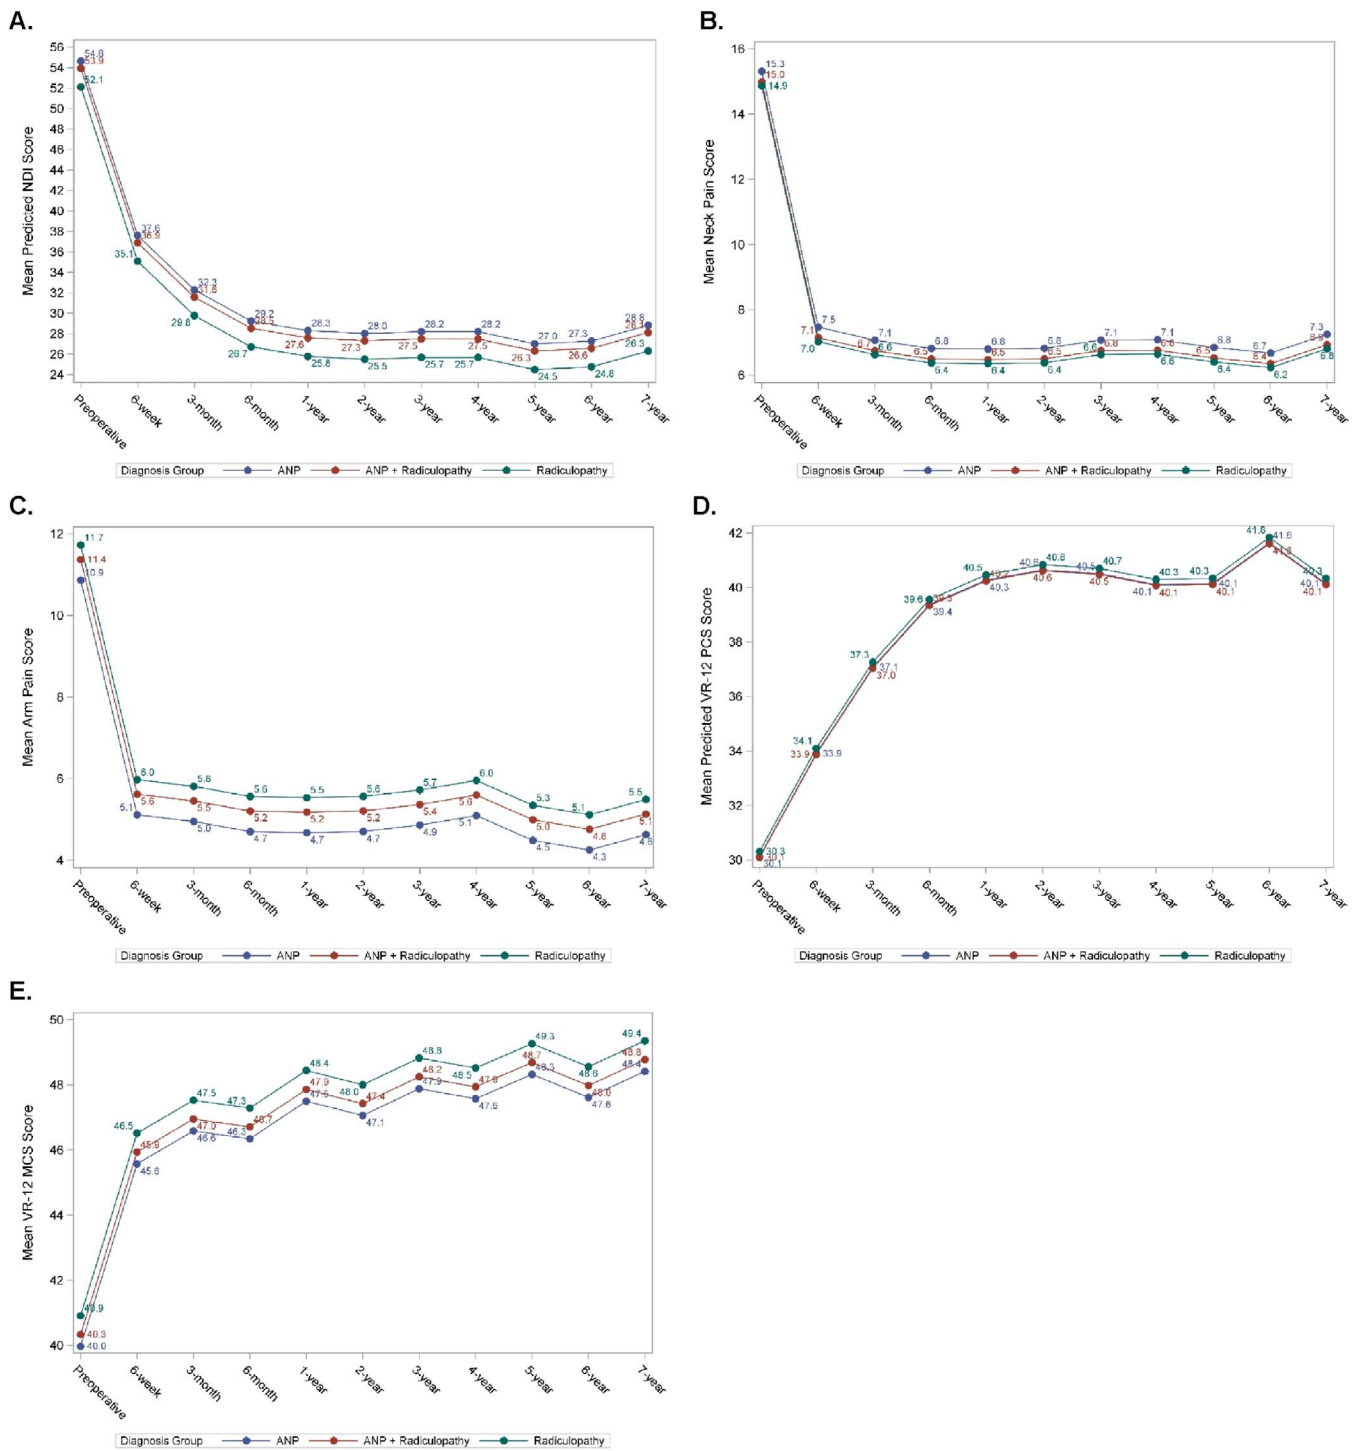 A.
Mean Predicted NDI Score
56
54
52
50
48
46
44
42
40
38
36
34
32
30
28
26
24
54.6
53.9
52.1
37.6
36.9
35.1
32.3
31.6
29.8
29.2
28.5
26.7
28.3
27.6
25.8
28.0
27.3
25.5
28.2
27.5
25.7
28.2
27.5
25.7
27.0
26.3
24.5
27.3
26.6
24.8
28.8
28.1
26.3
Preoperative
6-week
3-month
6-month
1-year
2-year
3-year
4-year
5-year
6-year
7-year
Diagnosis Group ANP ANP + Radiculopathy Radiculopathy
B.
Mean Neck Pain Score
16
14
12
10
8
6
15.3
15.0
14.9
7.5
7.1
7.0
7.1
6.7
6.6
6.8
6.5
6.4
6.8
6.5
6.4
6.8
6.5
6.4
7.1
6.8
6.6
7.1
6.8
6.6
6.8
6.5
6.4
6.7
6.4
6.2
7.3
6.9
6.8
Preoperative
6-week
3-month
6-month
1-year
2-year
3-year
4-year
5-year
6-year
7-year
Diagnosis Group ANP ANP + Radiculopathy Radiculopathy
C.
Mean Arm Pain Score
12
10
8
6
4
11.7
11.4
10.9
6.0
5.6
5.1
5.8
5.5
5.0
5.6
5.2
4.7
5.5
5.2
4.7
5.6
5.2
4.7
5.7
5.4
4.9
6.0
5.6
5.1
5.3
5.0
4.5
5.1
4.8
4.3
5.5
5.1
4.6
Preoperative
6-week
3-month
6-month
1-year
2-year
3-year
4-year
5-year
6-year
7-year
Diagnosis Group ANP ANP + Radiculopathy Radiculopathy
D.
Mean Predicted VR-12 PCS Score
42
40
38
36
34
32
30
30.3
30.1
30.1
34.1
33.9
33.9
37.3
37.1
37.0
39.6
39.3
39.4
40.5
40.2
40.3
40.8
40.6
40.6
40.7
40.5
40.5
40.3
40.1
40.1
40.3
40.1
40.1
41.8
41.6
41.6
40.3
40.1
40.1
Preoperative
6-week
3-month
6-month
1-year
2-year
3-year
4-year
5-year
6-year
7-year
Diagnosis Group ANP ANP + Radiculopathy Radiculopathy
E.
Mean VR-12 MCS Score
50
48
46
44
42
40
40.9
40.3
40.0
46.5
45.9
45.6
47.5
47.0
46.6
47.3
46.7
46.3
48.4
47.9
47.5
48.0
47.4
47.1
48.8
48.2
47.9
48.5
47.9
47.6
49.3
48.7
48.3
48.6
48.0
47.6
49.4
48.8
48.4
Preoperative
6-week
3-month
6-month
1-year
2-year
3-year
4-year
5-year
6-year
7-year
Diagnosis Group ANP ANP + Radiculopathy Radiculopathy